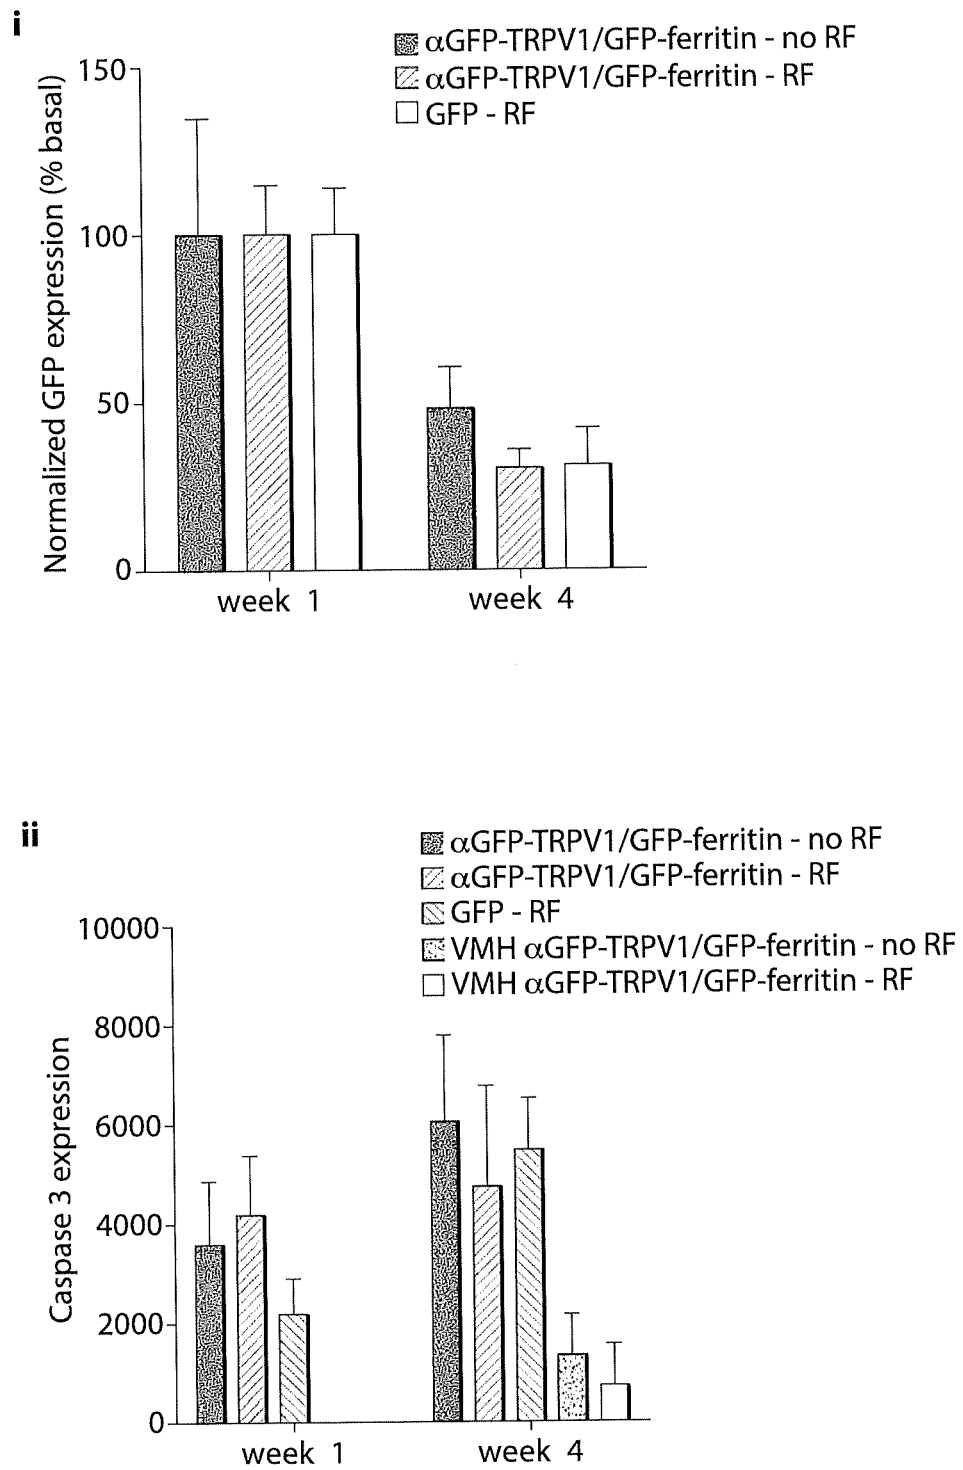 i
αGFP-TRPV1/GFP-ferritin - no RF
αGFP-TRPV1/GFP-ferritin - RF
GFP - RF
Normalized GFP expression (% basal)
150
100
50
0
week 1
week 4
ii
αGFP-TRPV1/GFP-ferritin - no RF
αGFP-TRPV1/GFP-ferritin - RF
GFP - RF
VMH αGFP-TRPV1/GFP-ferritin - no RF
VMH αGFP-TRPV1/GFP-ferritin - RF
Caspase 3 expression
10000
8000
6000
4000
2000
0
week 1
week 4